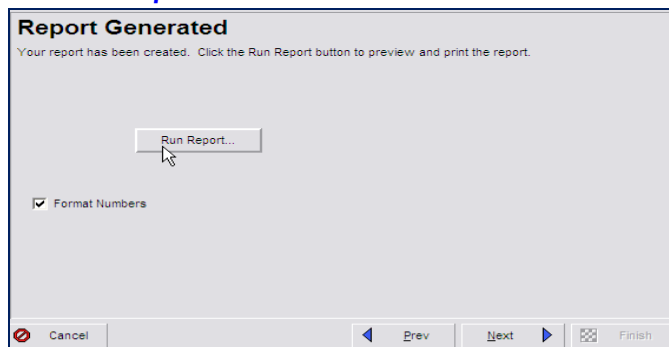 Report Generated
Your report has been created. Click the Run Report button to preview and print the report.
Run Report...
Format Numbers
Cancel Prev Next Finish